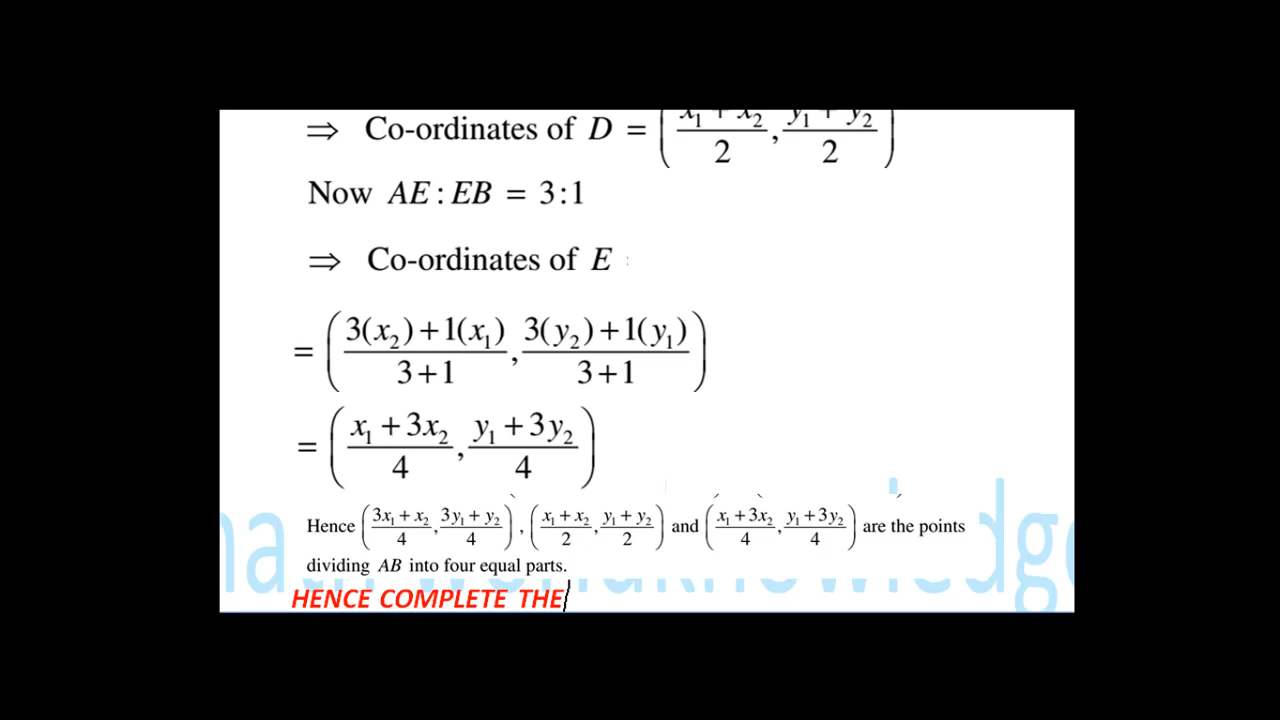 ⇒ Co-ordinates of D = ( x₁ + x₂ / 2 , y₁ + y₂ / 2 )
Now AE : EB = 3 : 1
⇒ Co-ordinates of E :
= ( 3(x₂) + 1(x₁) / 3 + 1 , 3(y₂) + 1(y₁) / 3 + 1 )
= ( x₁ + 3x₂ / 4 , y₁ + 3y₂ / 4 )
Hence ( 3x₁ + x₂ / 4 , 3y₁ + y₂ / 4 ) , ( x₁ + x₂ / 2 , y₁ + y₂ / 2 ) and ( x₁ + 3x₂ / 4 , y₁ + 3y₂ / 4 ) are the points
dividing AB into four equal parts.
HENCE COMPLETE THE